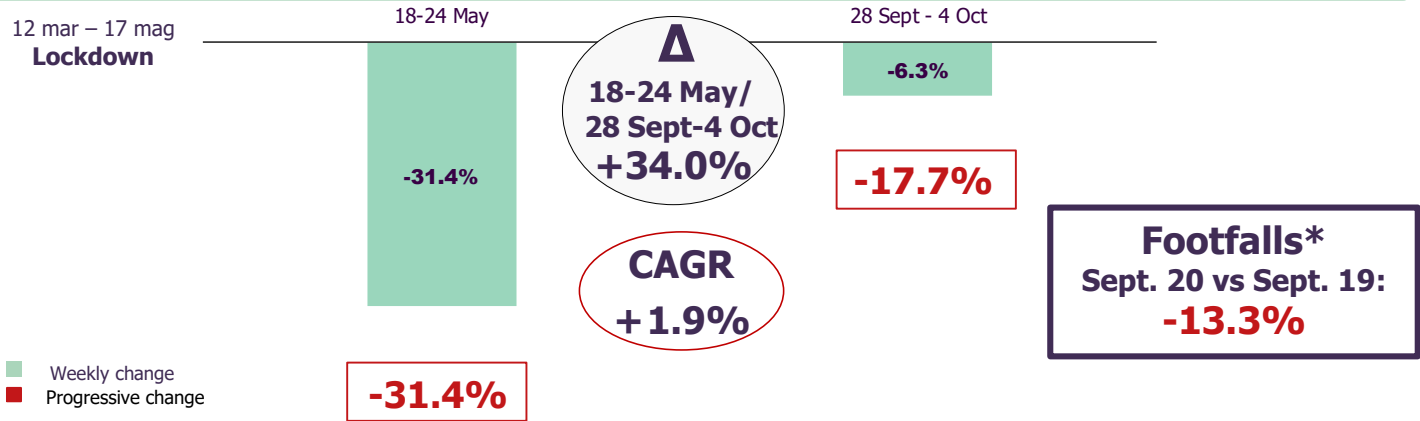 12 mar – 17 mag
Lockdown
18-24 May
28 Sept - 4 Oct
-31.4%
Δ
18-24 May/
28 Sept-4 Oct
+34.0%
-6.3%
-17.7%
CAGR
+1.9%
Footfalls*
Sept. 20 vs Sept. 19:
-13.3%
Weekly change
Progressive change
-31.4%